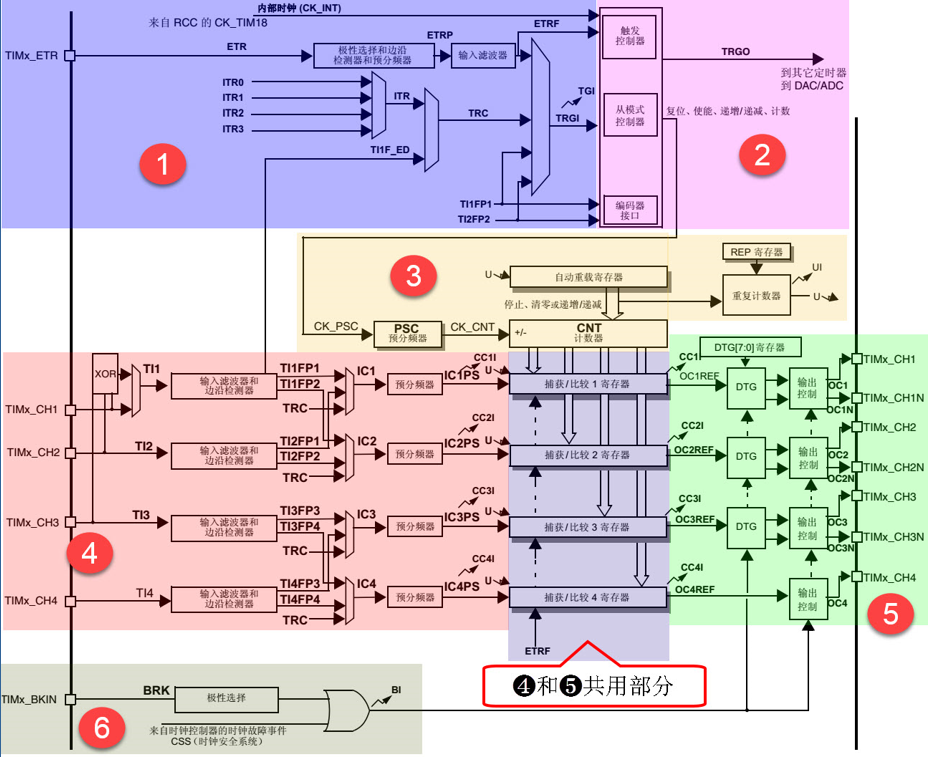 内部时钟 (CK_INT)
来自 RCC 的 CK_TIM18
ETRF
触发
控制器
TIMx_ETR
ETR
极性选择和边沿
检测器和预分频器
ETRP
输入滤波器
TRGO
到其它定时器
到 DAC/ADC
ITR0
ITR1
ITR2
ITR3
ITR
TRC
TGI
TRGI
从模式
控制器
复位、使能、递增/递减、计数
TI1F_ED
1
2
TI1FP1
TI2FP2
编码器
接口
3
U
自动重载寄存器
REP 寄存器
UI
重复计数器
U
停止、清零或递增/递减
CK_PSC
PSC
预分频器
CK_CNT
+/-
CNT
计数器
DTG[7:0]寄存器
XOR
TI1
输入滤波器和
边沿检测器
TI1FP1
TI1FP2
TRC
IC1
预分频器
CC1I
IC1PS
U
捕获/比较 1 寄存器
CC1I
OC1REF
DTG
输出
控制
OC1
OC1N
TIMx_CH1
TIMx_CH1N
TIMx_CH1
TIMx_CH2
TI2
输入滤波器和
边沿检测器
TI2FP1
TI2FP2
TRC
IC2
预分频器
CC2I
IC2PS
U
捕获/比较 2 寄存器
CC2I
OC2REF
DTG
输出
控制
OC2
OC2N
TIMx_CH2
TIMx_CH2N
TIMx_CH3
TI3
输入滤波器和
边沿检测器
TI3FP3
TI3FP4
TRC
IC3
预分频器
CC3I
IC3PS
U
捕获/比较 3 寄存器
CC3I
OC3REF
DTG
输出
控制
OC3
OC3N
TIMx_CH3
TIMx_CH3N
4
TIMx_CH4
TI4
输入滤波器和
边沿检测器
TI4FP3
TI4FP4
TRC
IC4
预分频器
CC4I
IC4PS
U
捕获/比较 4 寄存器
CC4I
OC4REF
输出
控制
OC4
TIMx_CH4
5
ETRF
❹和❺共用部分
TIMx_BKIN
BRK
极性选择
BI
6
来自时钟控制器的时钟故障事件
CSS（时钟安全系统）